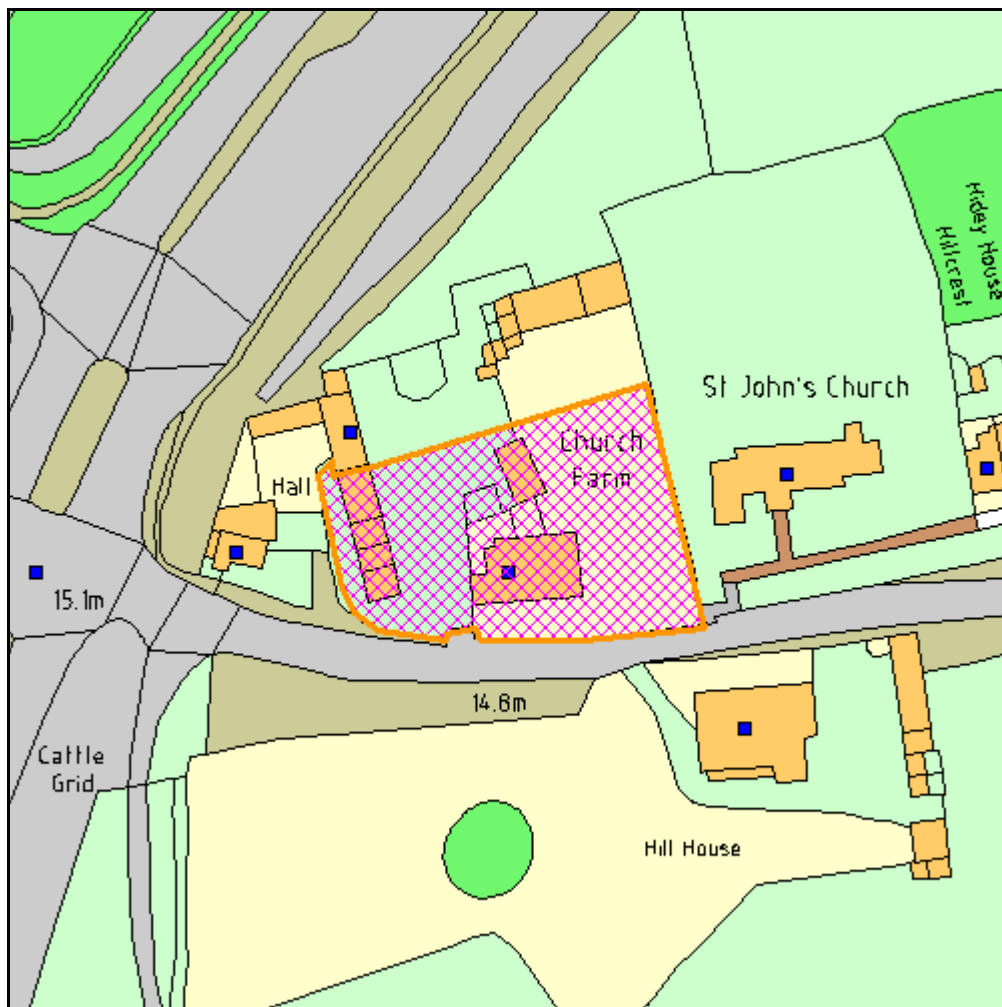 Hidey House
Hillcrest
St John's Church
Church
Farm
Hall
15.1m
14.8m
Cattle
Grid
Hill House